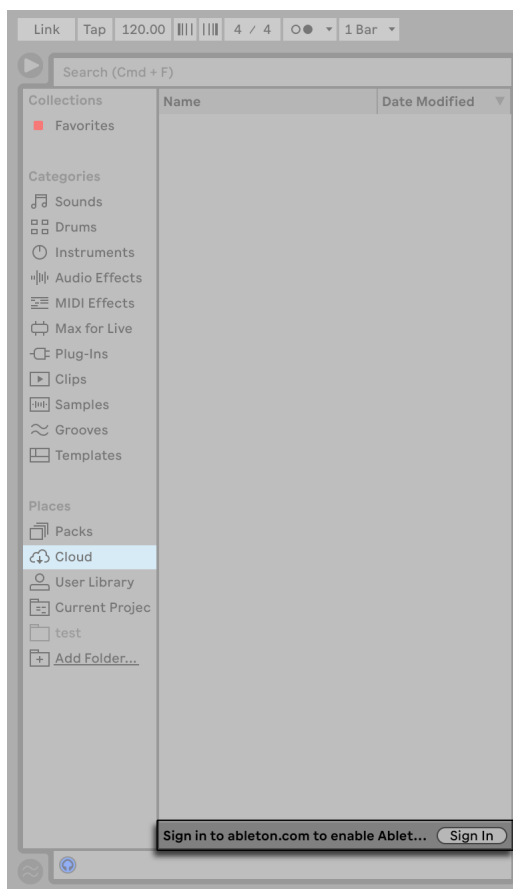 Link Tap 120.00 4 / 4 1 Bar
Search (Cmd + F)
Collections
Name Date Modified
Favorites
Categories
Sounds
Drums
Instruments
Audio Effects
MIDI Effects
Max for Live
Plug-Ins
Clips
Samples
Grooves
Templates
Places
Packs
Cloud
User Library
Current Projec
test
Add Folder...
Sign in to ableton.com to enable Ablet... Sign In